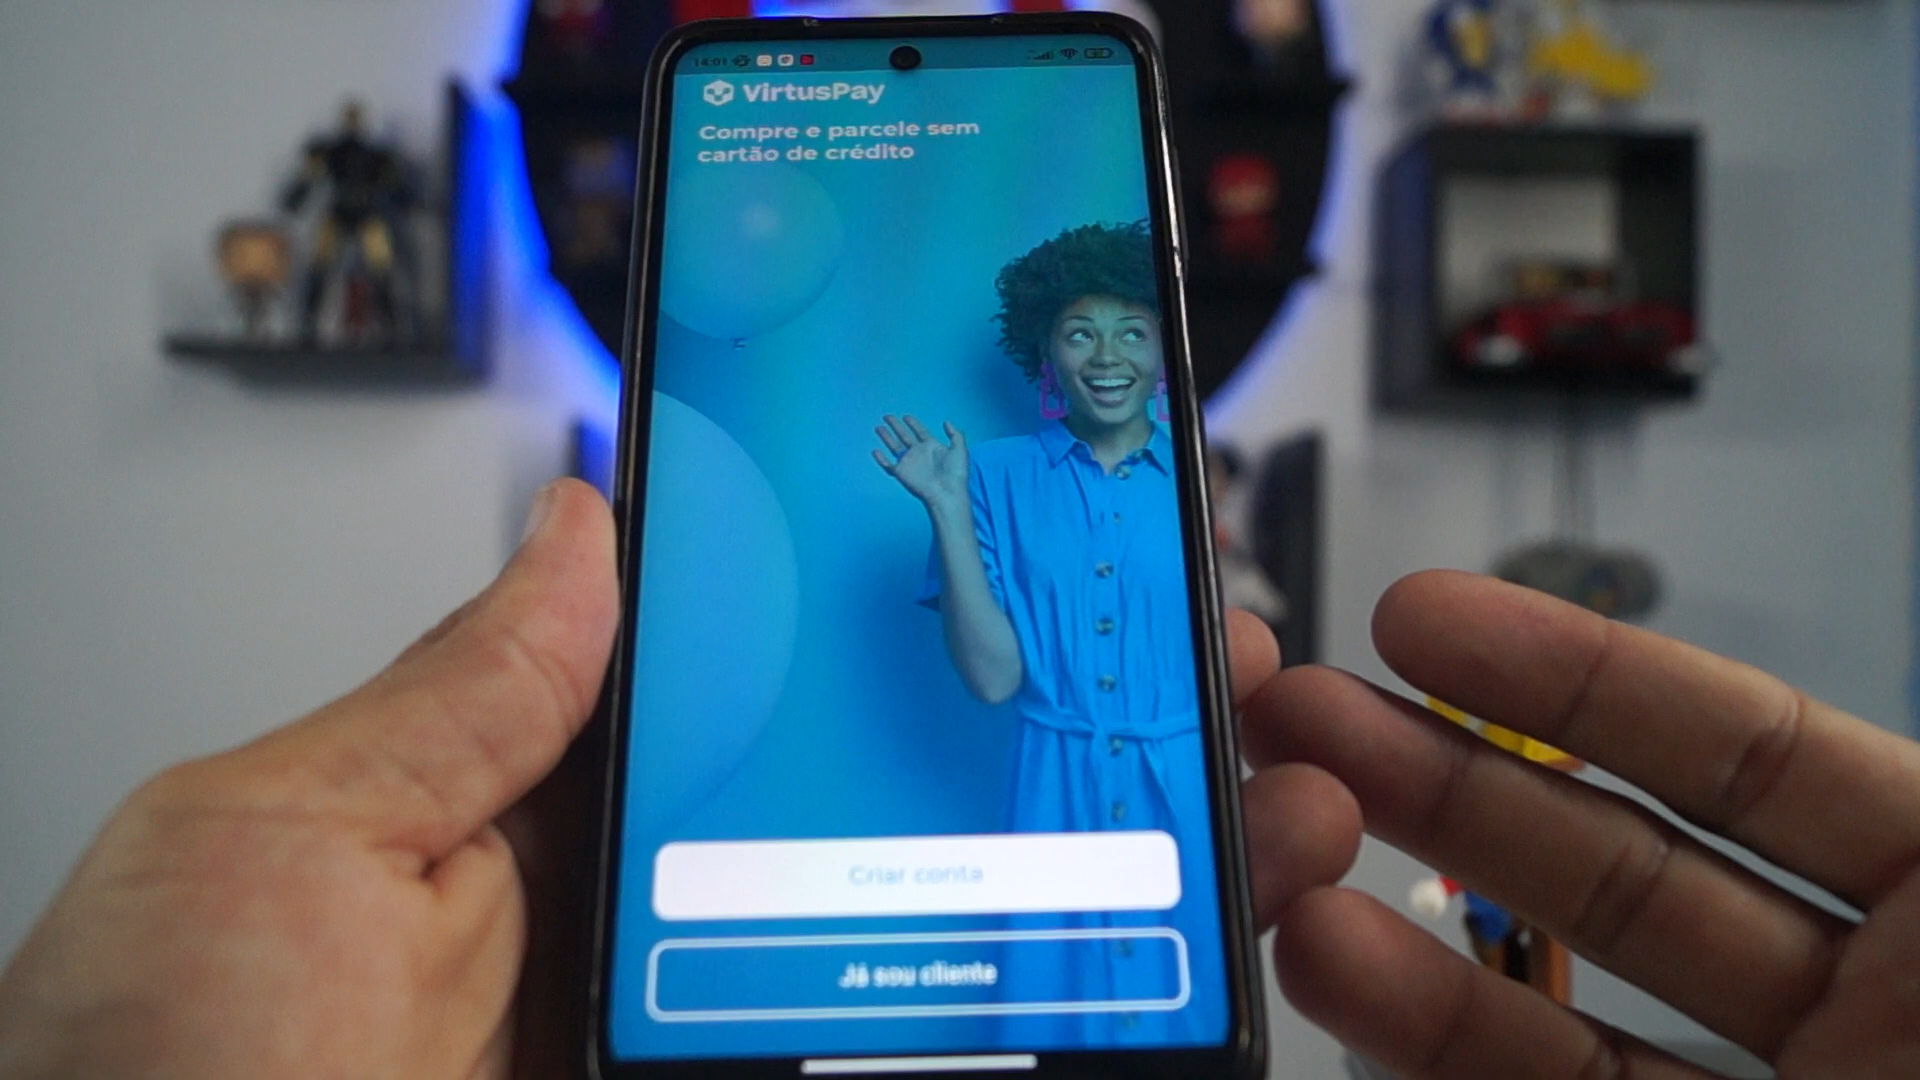 14:01
VirtusPay
Compre e parcele sem
cartão de crédito
Criar conta
Já sou cliente